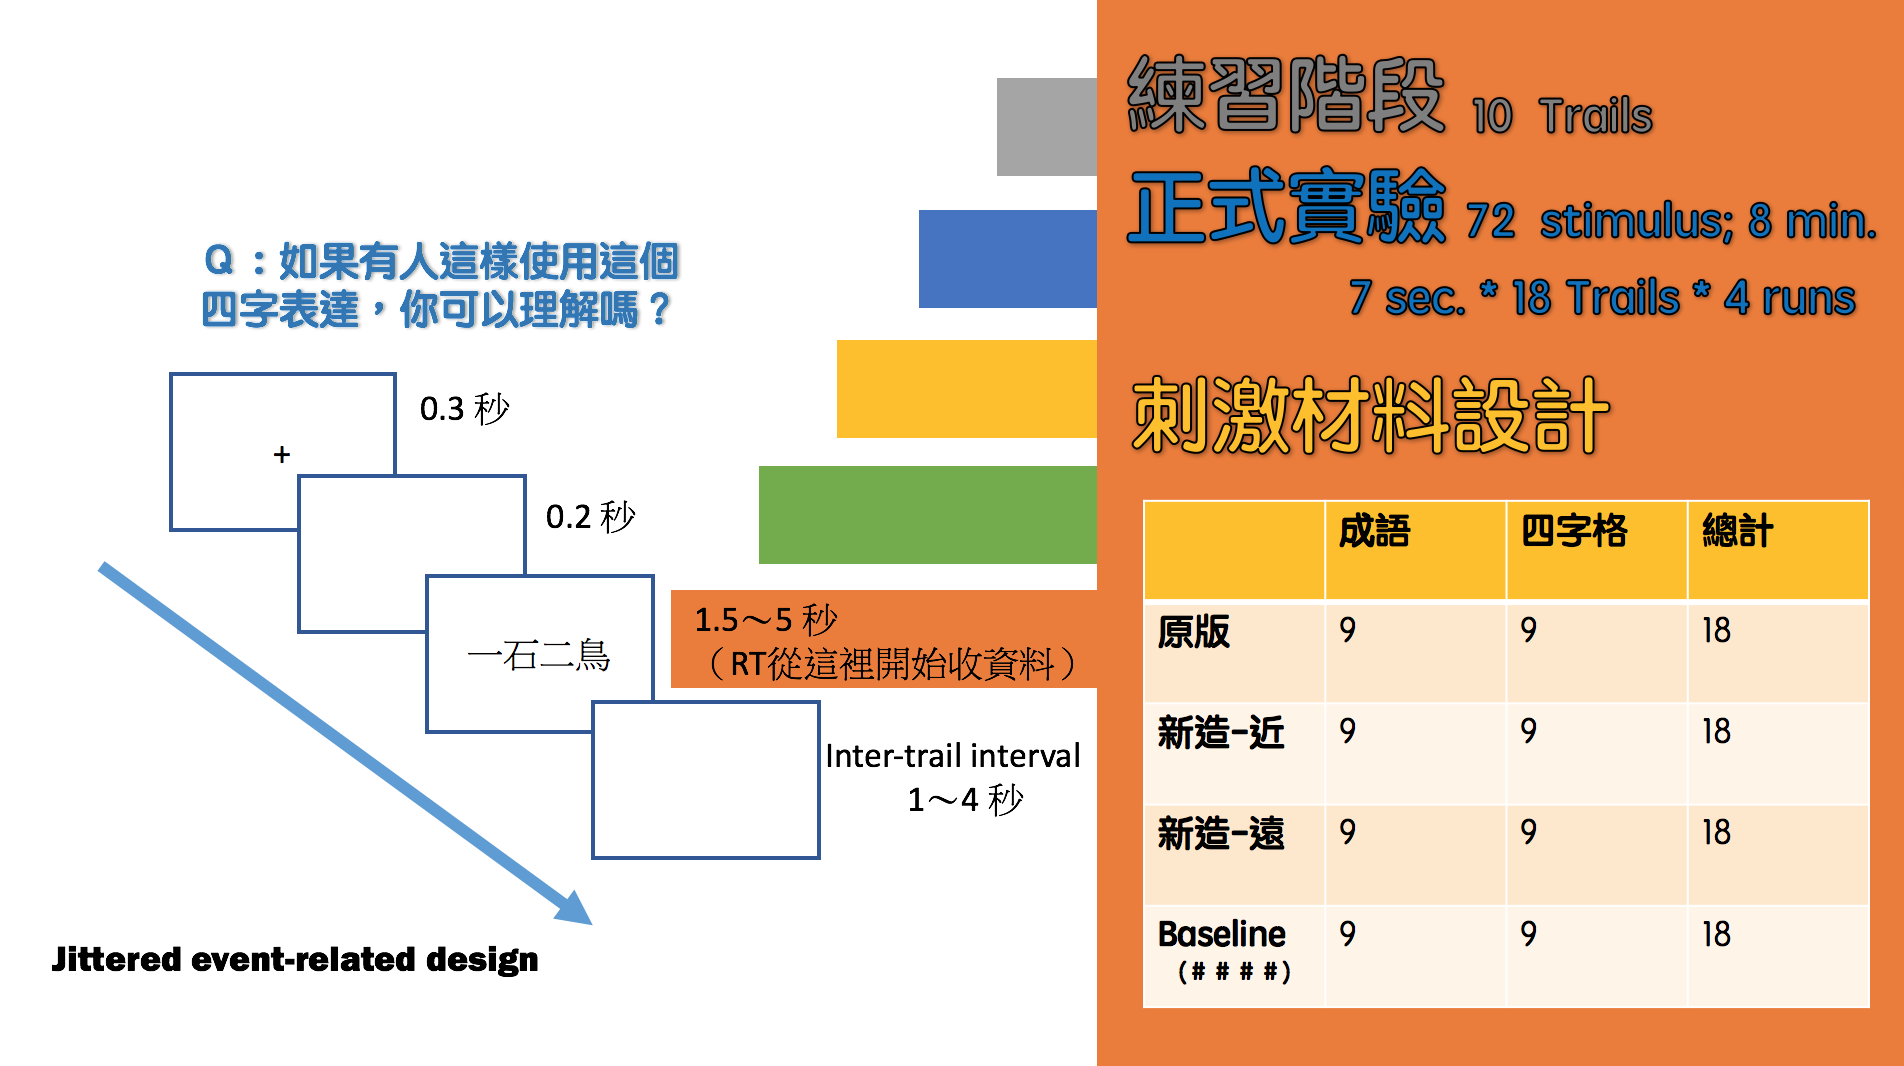 Q：如果有人這樣使用這個
四字表達，你可以理解嗎？
+
0.3 秒
0.2 秒
一石二鳥
1.5～5 秒
（RT從這裡開始收資料）
Inter-trail interval
1～4 秒
Jittered event-related design
練習階段 10 Trails
正式實驗 72 stimulus; 8 min.
7 sec. * 18 Trails * 4 runs
刺激材料設計
成語 四字格 總計
原版 9 9 18
新造-近 9 9 18
新造-遠 9 9 18
Baseline 9 9 18
(# # # #)